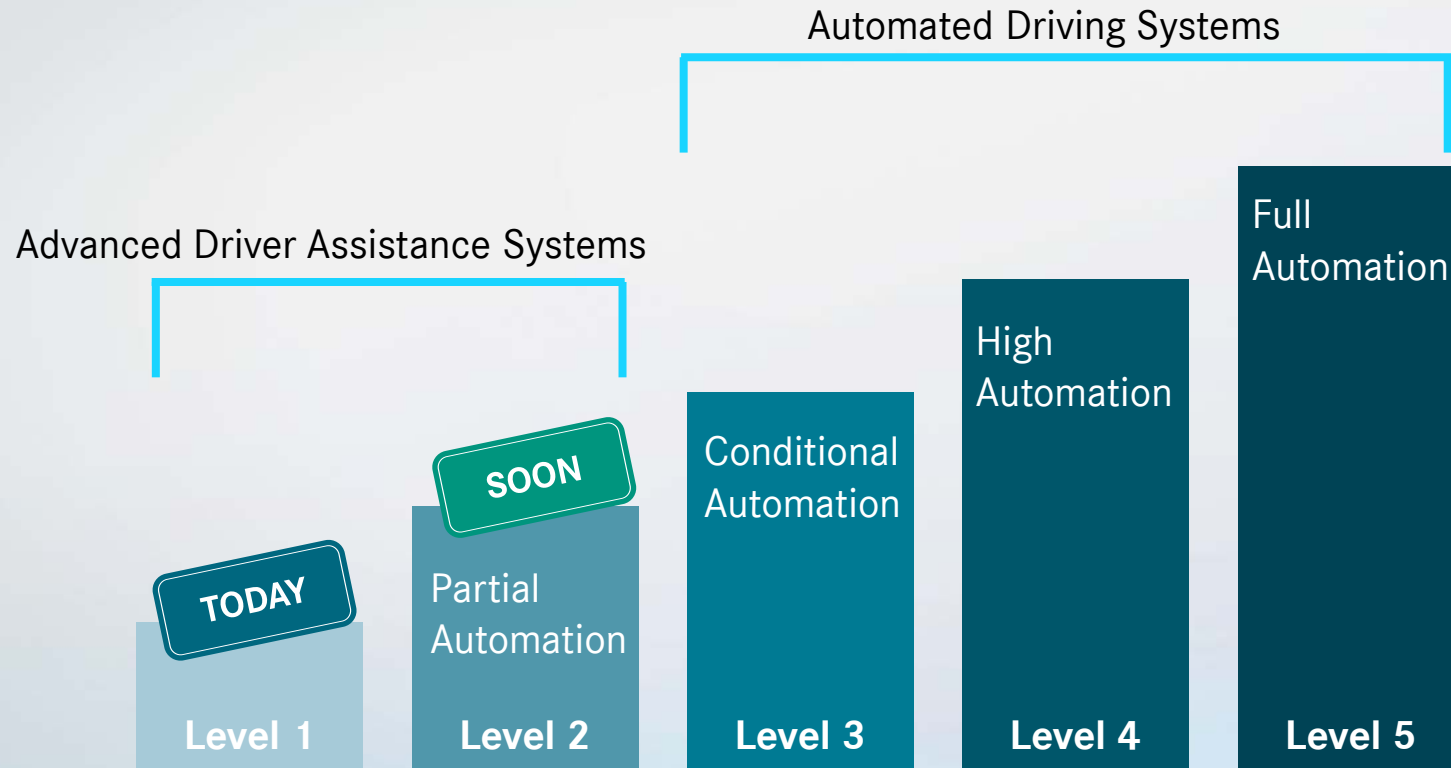 Automated Driving Systems
Advanced Driver Assistance Systems
TODAY
Level 1
SOON
Partial
Automation
Level 2
Conditional
Automation
Level 3
High
Automation
Level 4
Full
Automation
Level 5